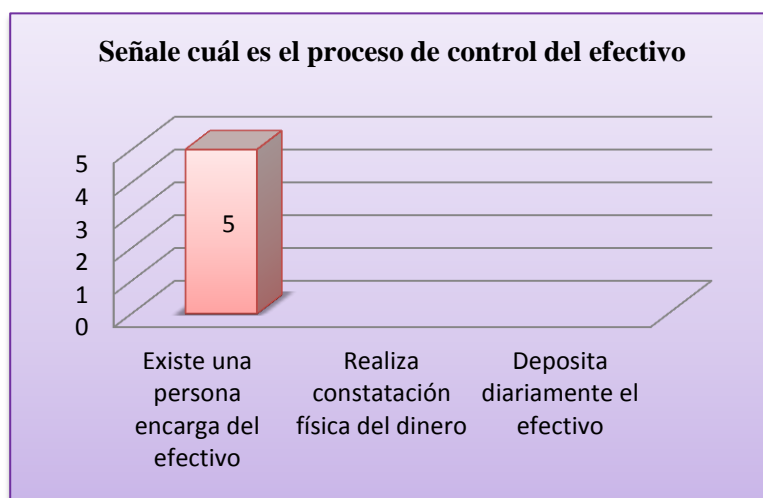 Señale cuál es el proceso de control del efectivo
5
4
3
2
1
0
5
Existe una
persona
encarga del
efectivo
Realiza
constatación
física del dinero
Deposita
diariamente el
efectivo